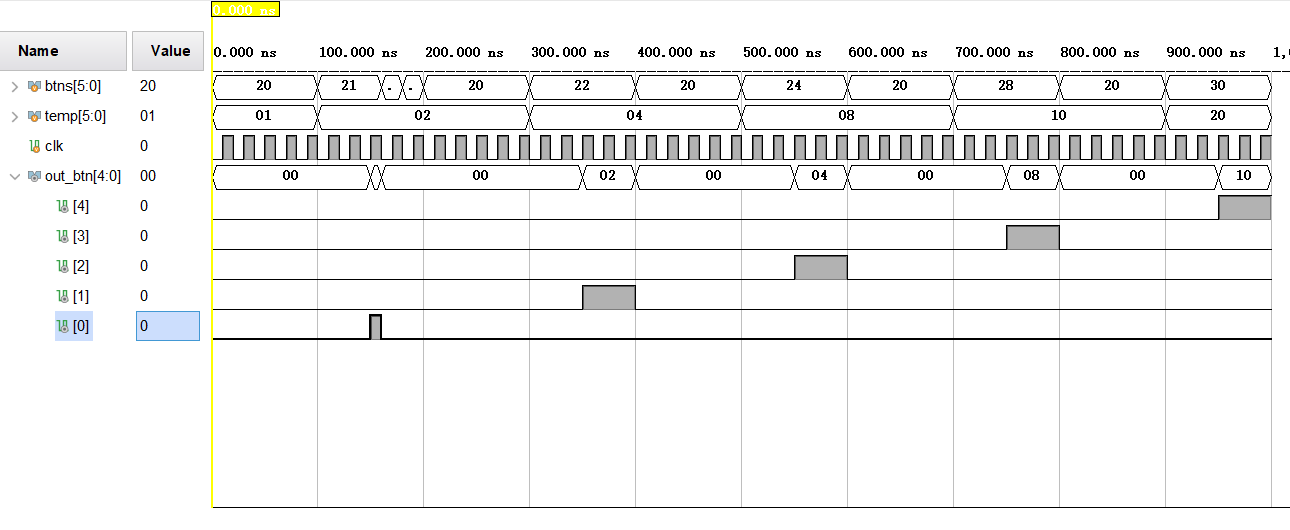 0.000 ns
Name Value 0.000 ns 100.000 ns 200.000 ns 300.000 ns 400.000 ns 500.000 ns 600.000 ns 700.000 ns 800.000 ns 900.000 ns 1,
btns[5:0] 20 20 21 . . 20 22 20 24 20 28 20 30
temp[5:0] 01 01 02 04 08 10 20
clk 0
out_btn[4:0] 00 00 00 02 00 04 00 08 00 10
[4] 0
[3] 0
[2] 0
[1] 0
[0] 0